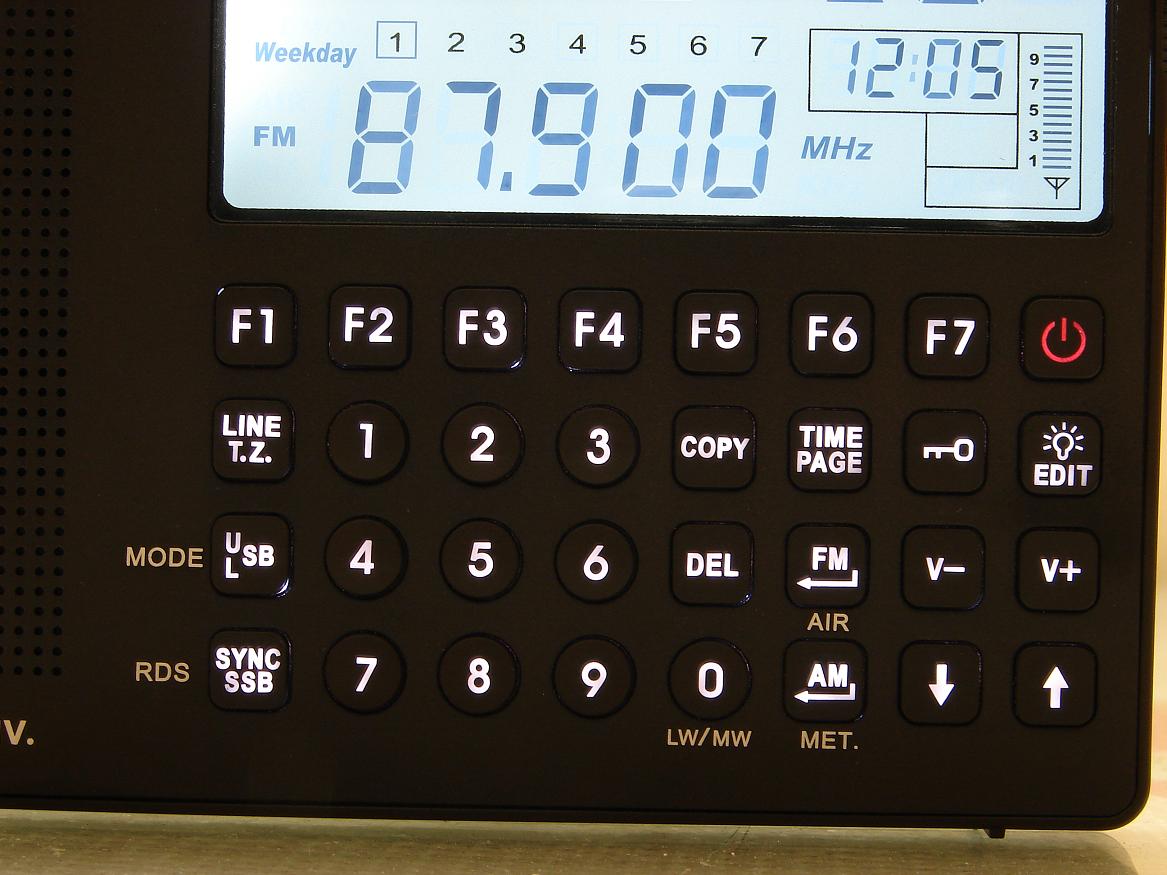 Weekday 1 2 3 4 5 6 7
12:05
FM 87.900 MHz
9
7
5
3
1
F1 F2 F3 F4 F5 F6 F7
LINE T.Z. 1 2 3 COPY TIME PAGE EDIT
MODE USB LSB 4 5 6 DEL FM V– V+
AIR
RDS SYNC SSB 7 8 9 0 AM
V.
LW/MW MET.